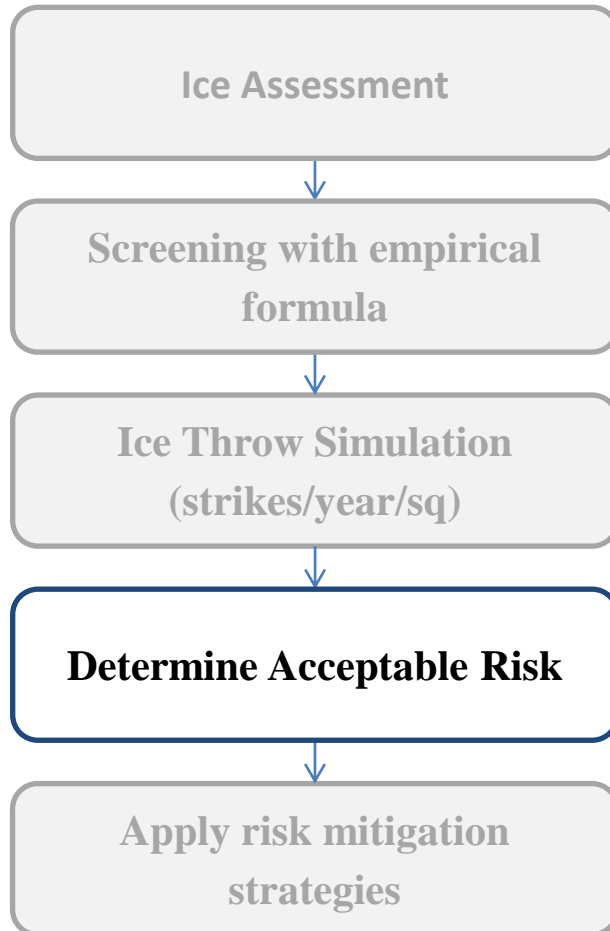 Ice Assessment
Screening with empirical
formula
Ice Throw Simulation
(strikes/year/sq)
Determine Acceptable Risk
Apply risk mitigation
strategies